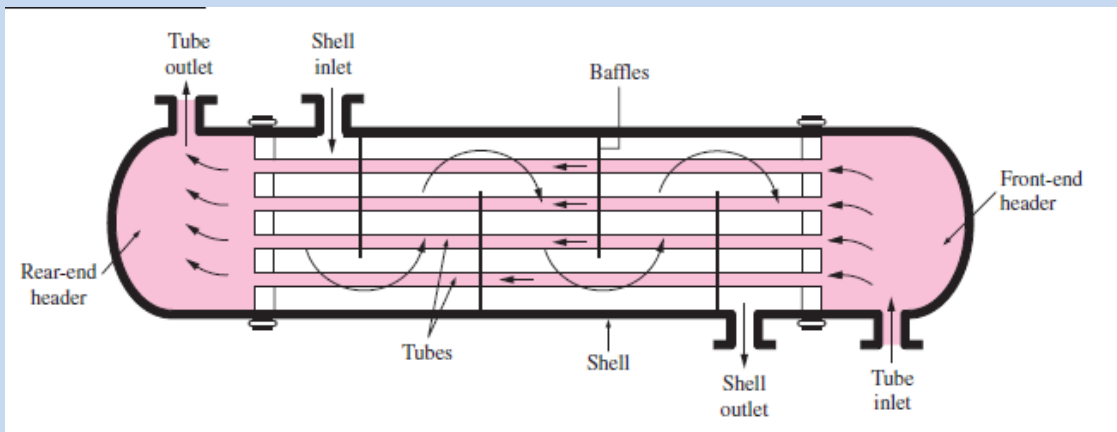 Tube
outlet
Shell
inlet
Baffles
Front-end
header
Rear-end
header
Tubes
Shell
Shell
outlet
Tube
inlet